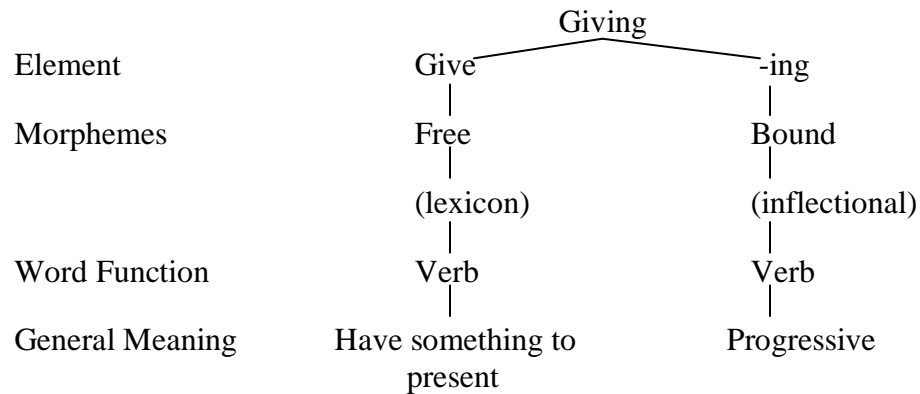 Giving
Element Give -ing
Morphemes Free Bound
(lexicon) (inflectional)
Word Function Verb Verb
General Meaning Have something to Progressive
present